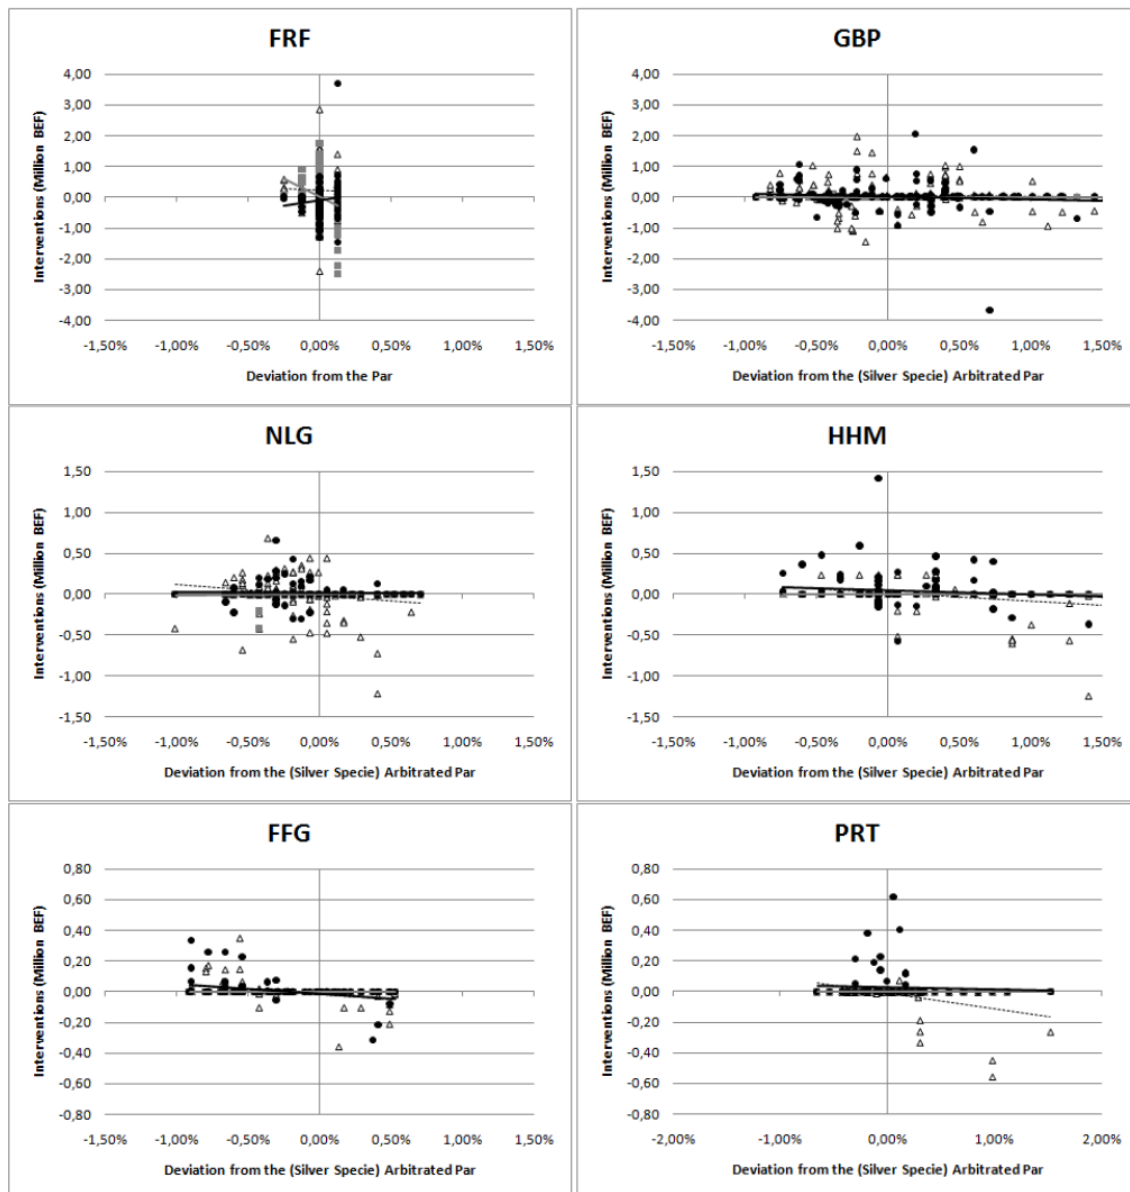 FRF
Interventions (Million BEF)
4,00
3,00
2,00
1,00
0,00
-1,00
-2,00
-3,00
-4,00
-1,50% -1,00% -0,50% 0,00% 0,50% 1,00% 1,50%
Deviation from the Par
GBP
Interventions (Million BEF)
4,00
3,00
2,00
1,00
0,00
-1,00
-2,00
-3,00
-4,00
-1,50% -1,00% -0,50% 0,00% 0,50% 1,00% 1,50%
Deviation from the (Silver Specie) Arbitrated Par
NLG
Interventions (Million BEF)
1,50
1,00
0,50
0,00
-0,50
-1,00
-1,50
-1,50% -1,00% -0,50% 0,00% 0,50% 1,00% 1,50%
Deviation from the (Silver Specie) Arbitrated Par
HHM
Interventions (Million BEF)
1,50
1,00
0,50
0,00
-0,50
-1,00
-1,50
-1,50% -1,00% -0,50% 0,00% 0,50% 1,00% 1,50%
Deviation from the (Silver Specie) Arbitrated Par
FFG
Interventions (Million BEF)
0,80
0,60
0,40
0,20
0,00
-0,20
-0,40
-0,60
-0,80
-1,50% -1,00% -0,50% 0,00% 0,50% 1,00% 1,50%
Deviation from the (Silver Specie) Arbitrated Par
PRT
Interventions (Million BEF)
0,80
0,60
0,40
0,20
0,00
-0,20
-0,40
-0,60
-0,80
-2,00% -1,00% 0,00% 1,00% 2,00%
Deviation from the (Silver Specie) Arbitrated Par